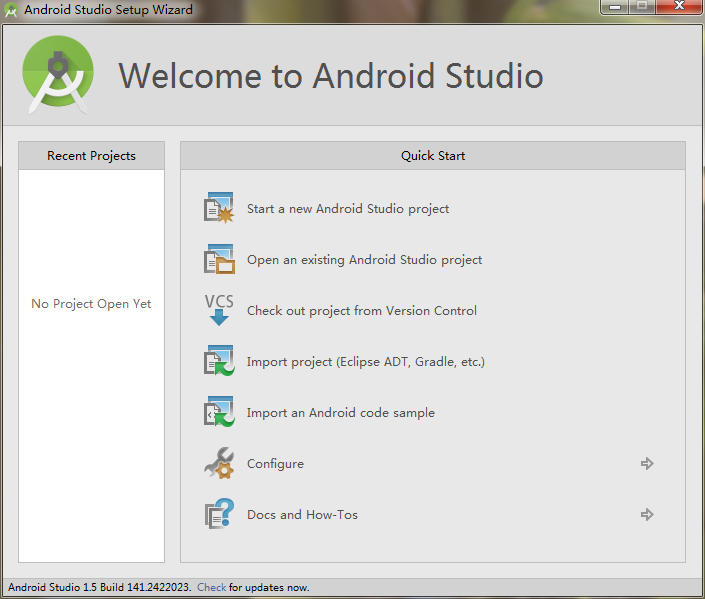 Android Studio Setup Wizard
Welcome to Android Studio
Recent Projects
No Project Open Yet
Quick Start
Start a new Android Studio project
Open an existing Android Studio project
VCS
Check out project from Version Control
Import project (Eclipse ADT, Gradle, etc.)
Import an Android code sample
Configure
Docs and How-Tos
Android Studio 1.5 Build 141.2422023. Check for updates now.